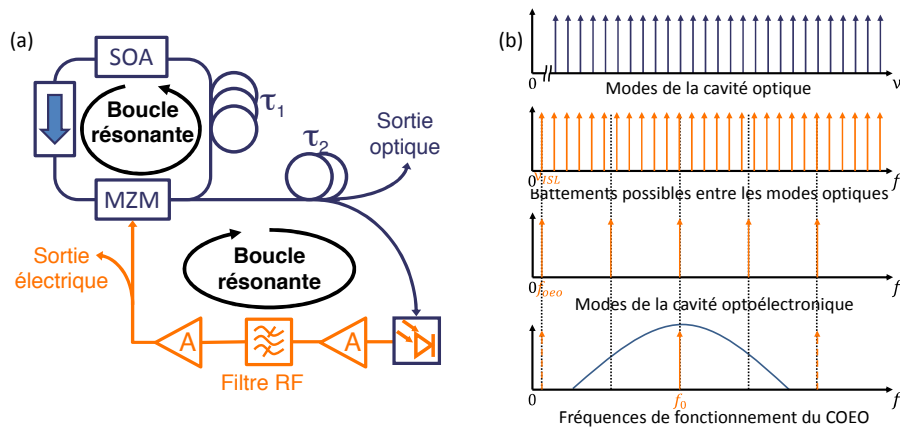 (a)
SOA
Boucle
résonante
τ1
τ2
Sortie
optique
MZM
Sortie
électrique
Boucle
résonante
A
Filtre RF
A
(b)
0
ν
Modes de la cavité optique
0
νISL
f
Battements possibles entre les modes optiques
0
foeo
f
Modes de la cavité optoélectronique
0
f0
f
Fréquences de fonctionnement du COEO